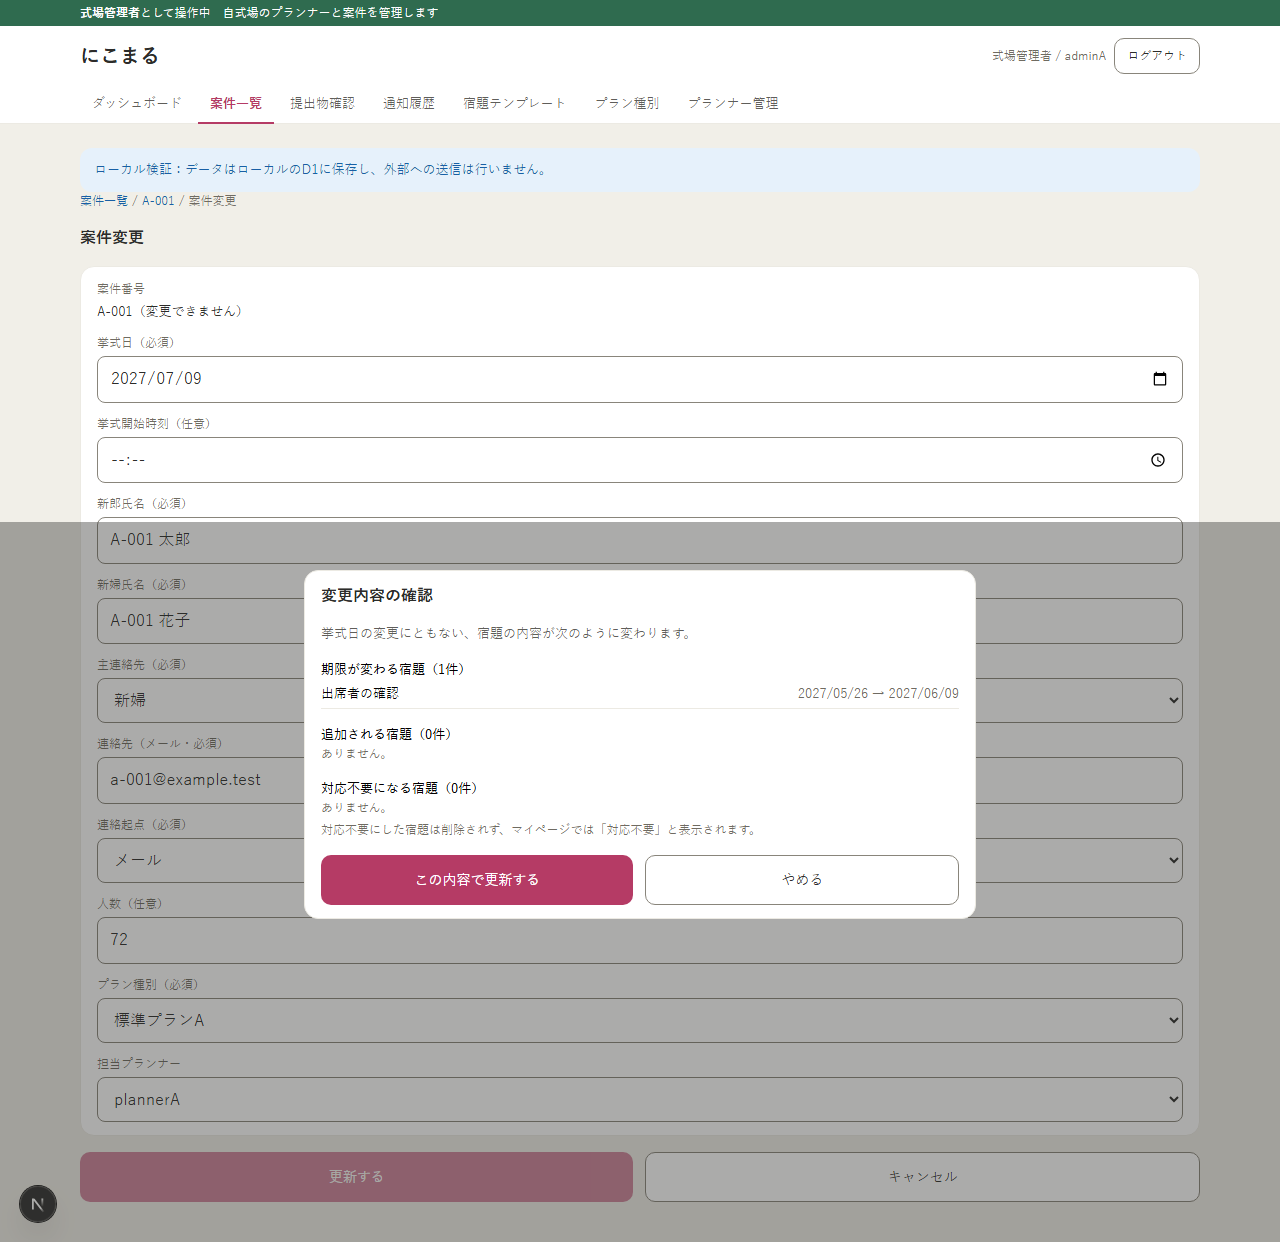 式場管理者として操作中 自式場のプランナーと案件を管理します
にこまる
式場管理者 / adminA
ログアウト
ダッシュボード 案件一覧 提出物確認 通知履歴 宿題テンプレート プラン種別 プランナー管理
ローカル検証：データはローカルのD1に保存し、外部への送信は行いません。
案件一覧 / A-001 / 案件変更
案件変更
案件番号
A-001（変更できません）
挙式日（必須）
2027/07/09
挙式開始時刻（任意）
--:--
新郎氏名（必須）
A-001 太郎
新婦氏名（必須）
A-001 花子
主連絡先（必須）
新婦
連絡先（メール・必須）
a-001@example.test
連絡起点（必須）
メール
人数（任意）
72
プラン種別（必須）
標準プランA
担当プランナー
plannerA
更新する
キャンセル
変更内容の確認
挙式日の変更にともない、宿題の内容が次のように変わります。
期限が変わる宿題（1件）
出席者の確認 2027/05/26 → 2027/06/09
追加される宿題（0件）
ありません。
対応不要になる宿題（0件）
ありません。
対応不要にした宿題は削除されず、マイページでは「対応不要」と表示されます。
この内容で更新する
やめる
N